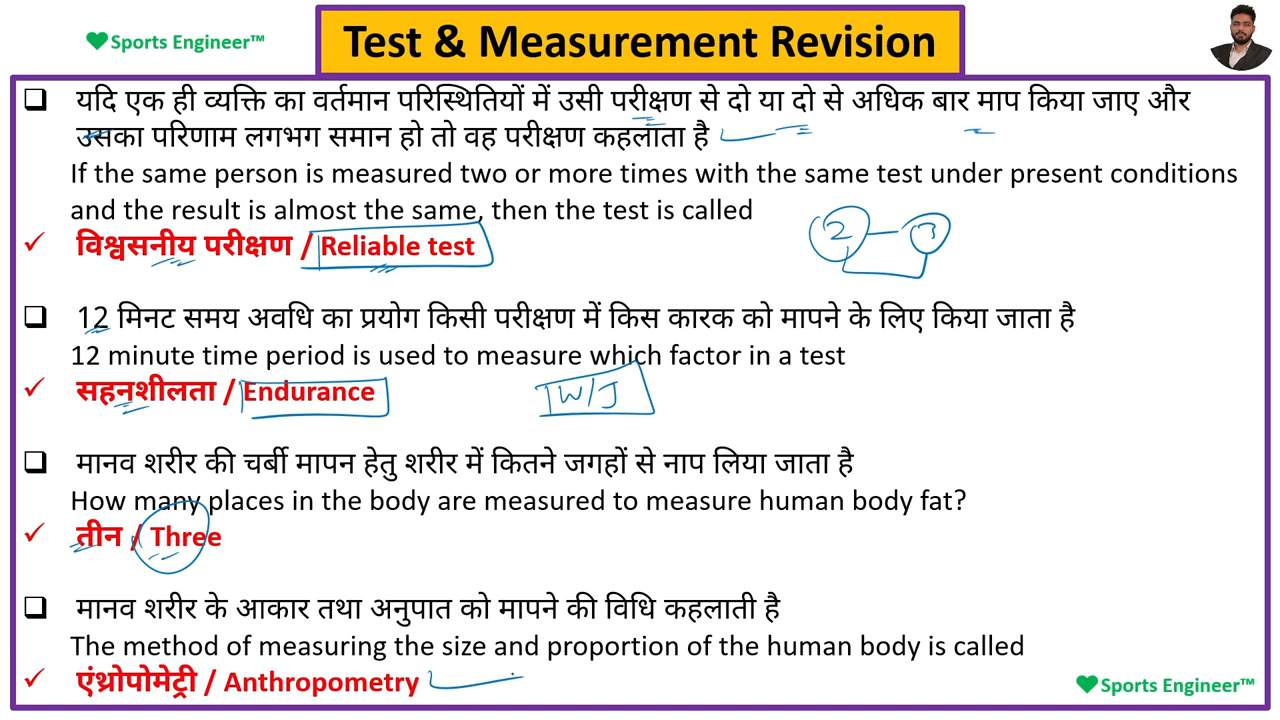 Sports Engineer™
Test & Measurement Revision
यदि एक ही व्यक्ति का वर्तमान परिस्थितियों में उसी परीक्षण से दो या दो से अधिक बार माप किया जाए और
उसका परिणाम लगभग समान हो तो वह परीक्षण कहलाता है
If the same person is measured two or more times with the same test under present conditions
and the result is almost the same, then the test is called
विश्वसनीय परीक्षण / Reliable test
2 - 3
12 मिनट समय अवधि का प्रयोग किसी परीक्षण में किस कारक को मापने के लिए किया जाता है
12 minute time period is used to measure which factor in a test
सहनशीलता / Endurance
W/J
मानव शरीर की चर्बी मापन हेतु शरीर में कितने जगहों से नाप लिया जाता है
How many places in the body are measured to measure human body fat?
तीन / Three
मानव शरीर के आकार तथा अनुपात को मापने की विधि कहलाती है
The method of measuring the size and proportion of the human body is called
एंथ्रोपोमेट्री / Anthropometry
Sports Engineer™